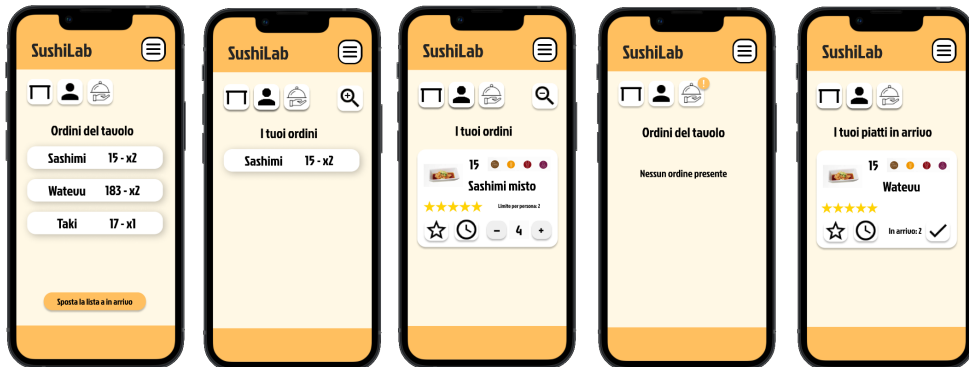 SushiLab
Ordini del tavolo
Sashimi 15 - x2
Watevu 183 - x2
Taki 17 - x1
Sposta la lista a in arrivo
SushiLab
I tuoi ordini
Sashimi 15 - x2
SushiLab
I tuoi ordini
15
Sashimi misto
Limite per persona: 2
- 4 +
SushiLab
!
Ordini del tavolo
Nessun ordine presente
SushiLab
I tuoi piatti in arrivo
15
Watevu
In arrivo: 2